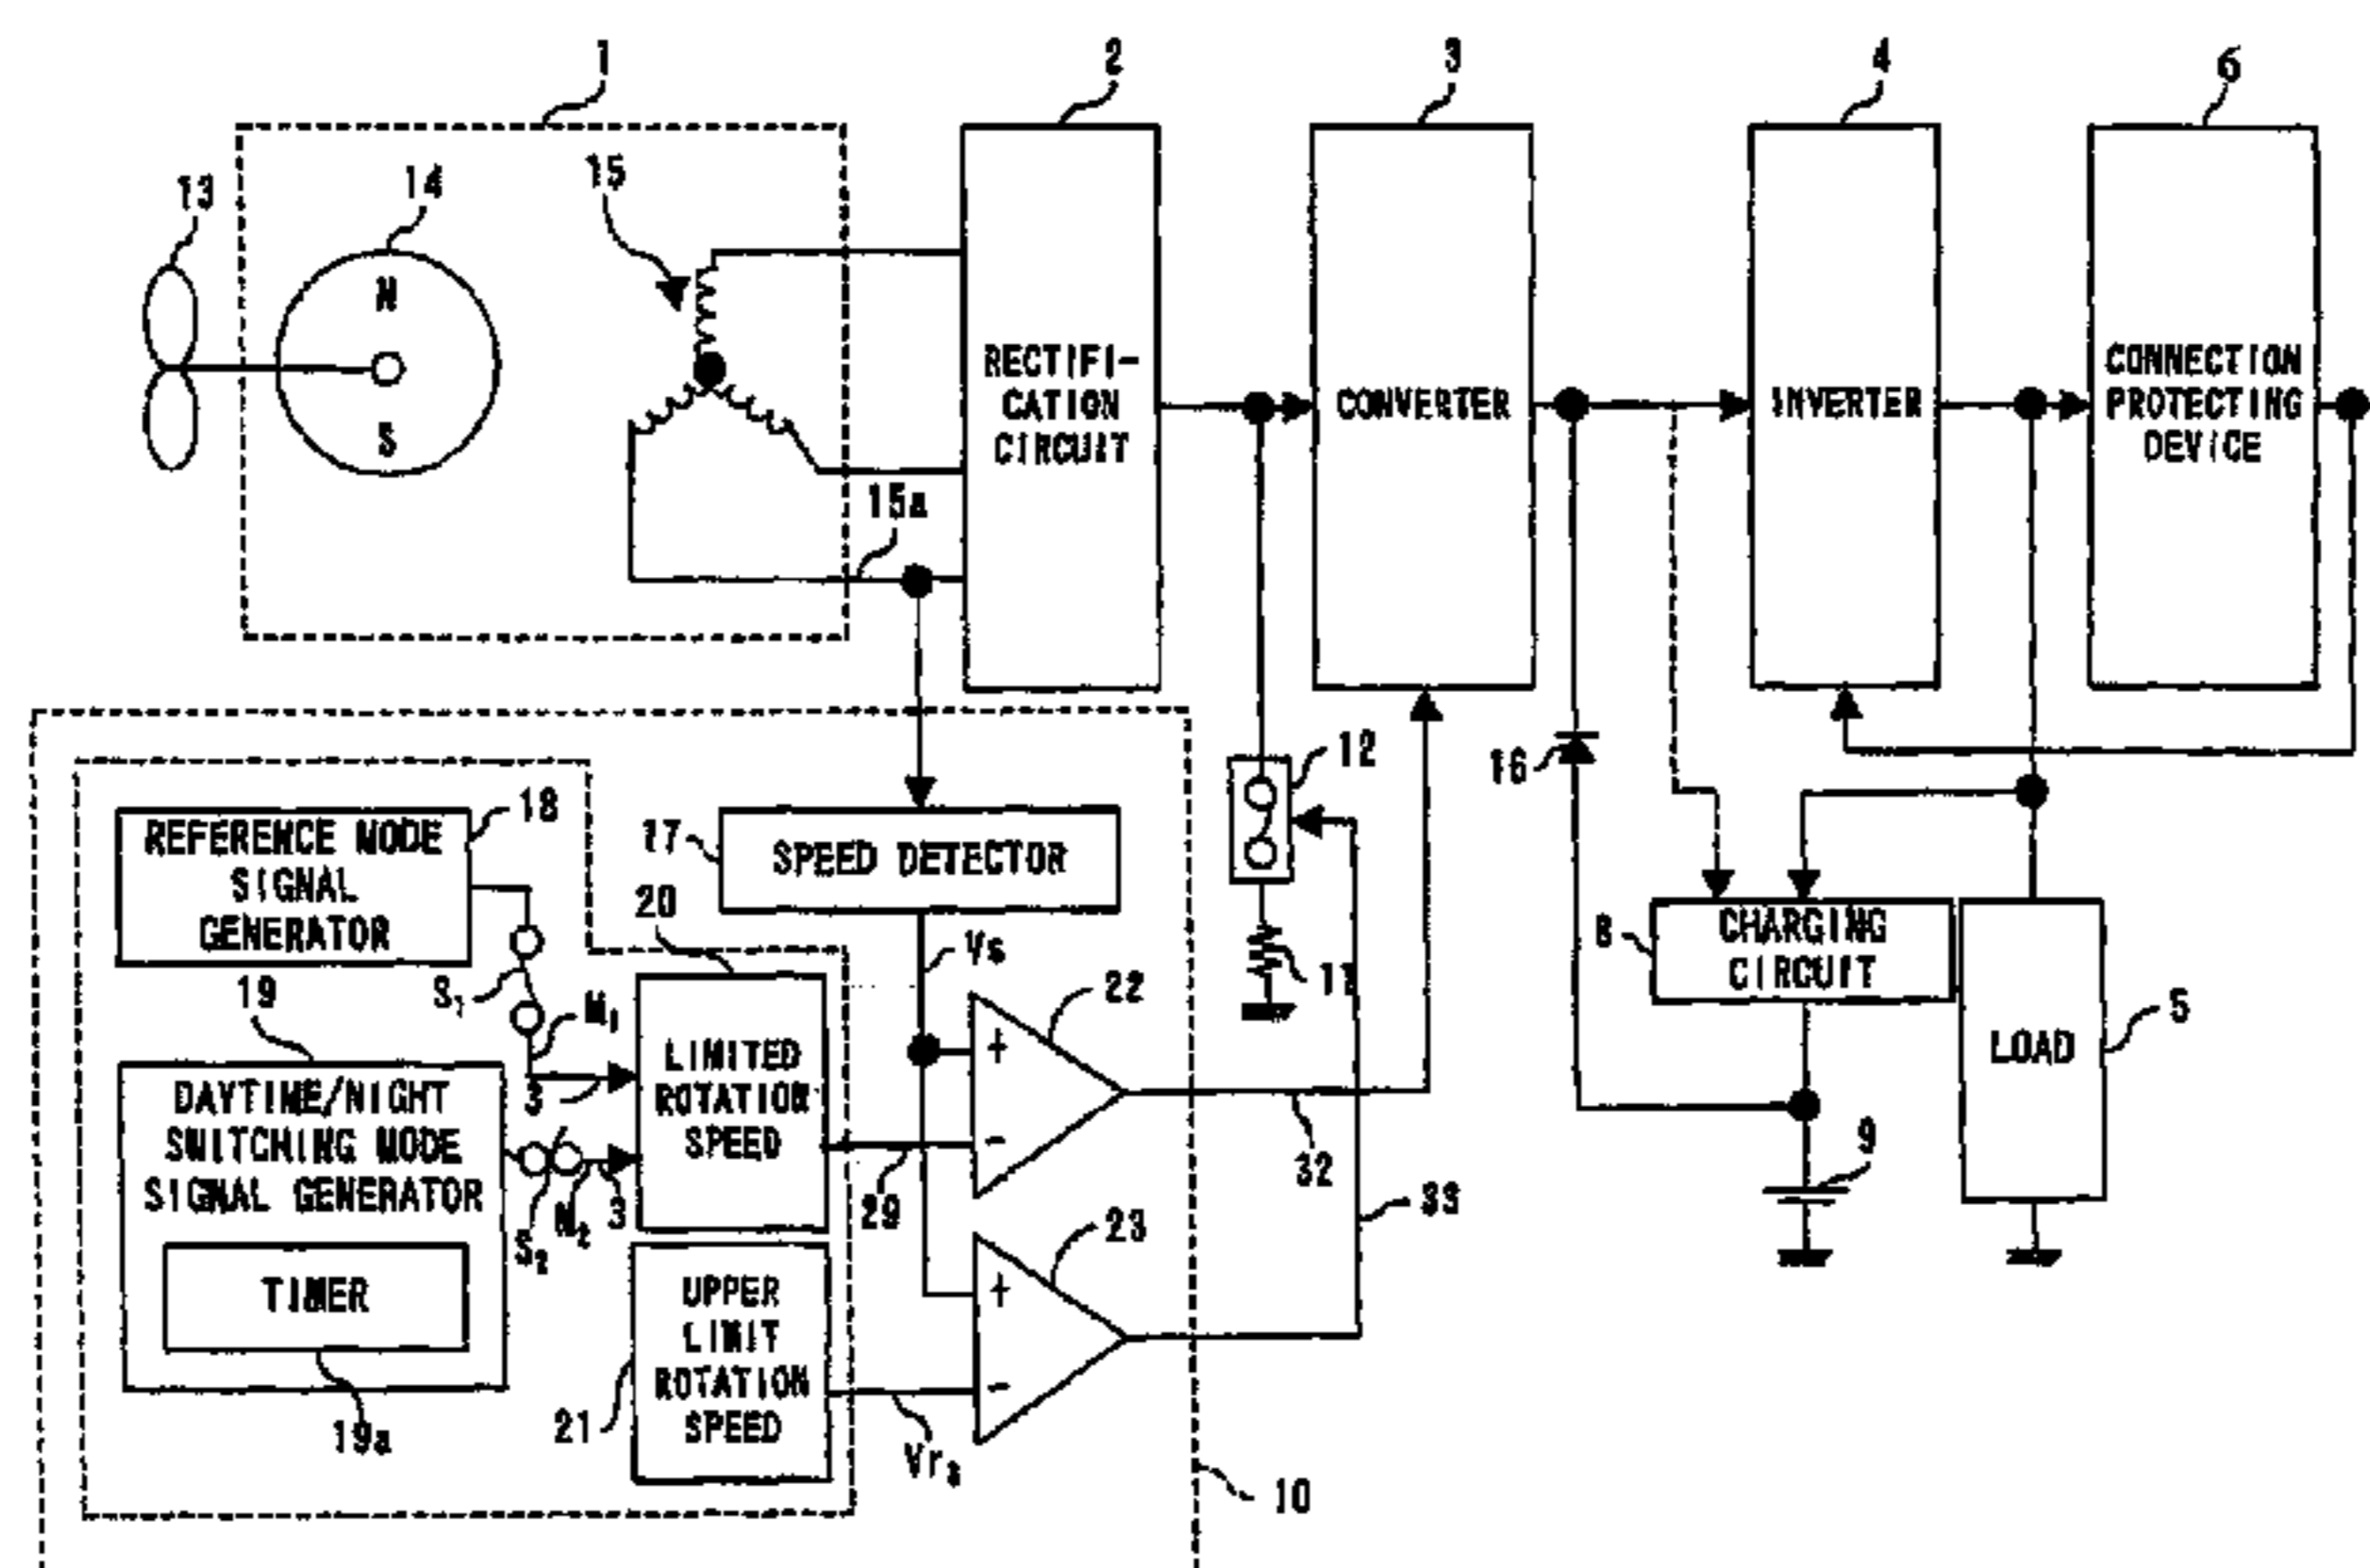 1
2
3
4
6
13
14
15
N
S
15a
RECTIFI-
CATION
CIRCUIT
CONVERTER
INVERTER
CONNECTION
PROTECTING
DEVICE
12
16
18
REFERENCE MODE
SIGNAL
GENERATOR
17
SPEED DETECTOR
20
Vs
11
8
CHARGING
CIRCUIT
5
LOAD
S1
M1
3
19
DAYTIME/NIGHT
SWITCHING MODE
SIGNAL GENERATOR
S2
M2
3
TIMER
19a
LIMITED
ROTATION
SPEED
22
+
-
29
32
33
9
23
+
-
21
UPPER
LIMIT
ROTATION
SPEED
Vr3
10